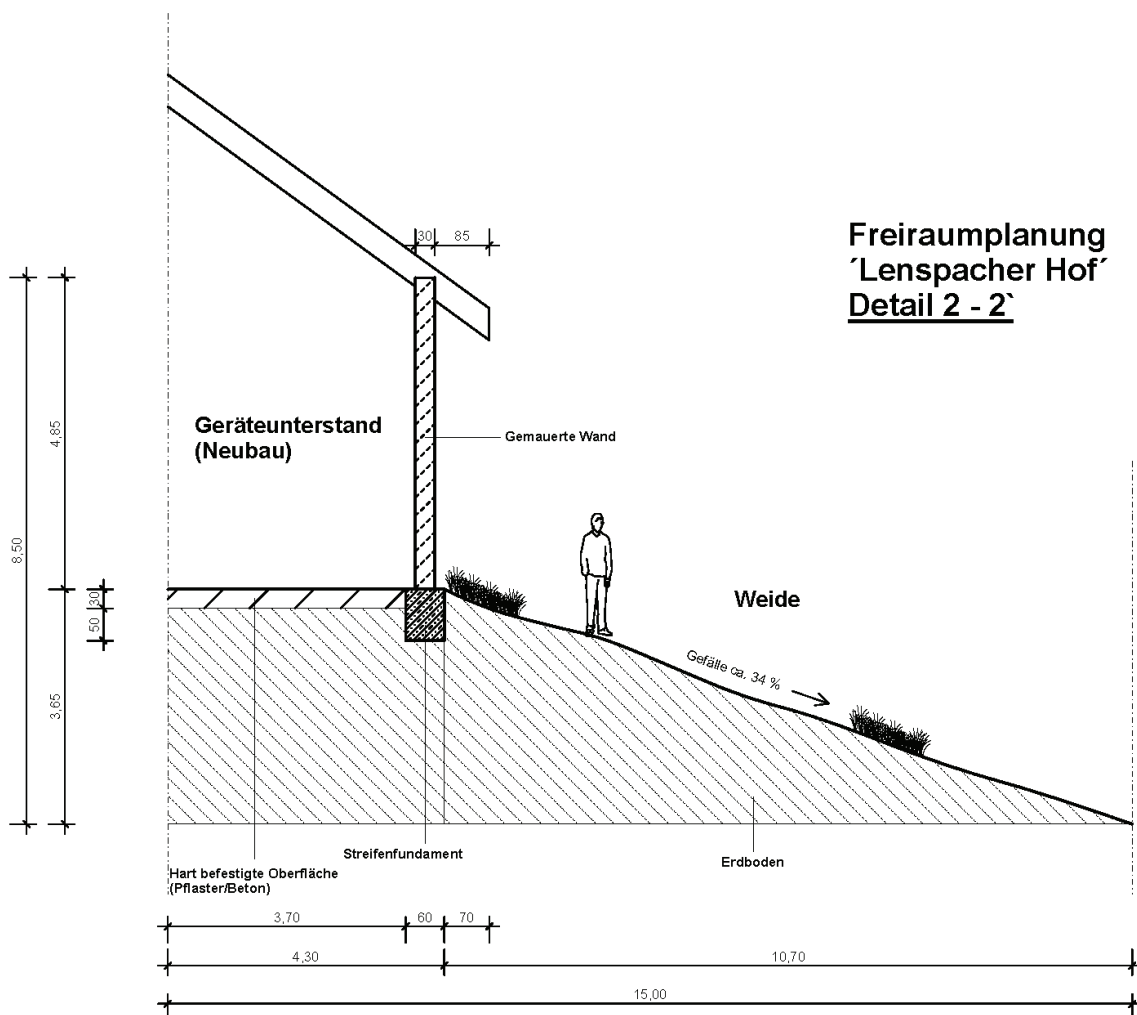 30
85
Freiraumplanung
´Lenspacher Hof´
Detail 2 - 2`
Geräteunterstand
(Neubau)
Gemauerte Wand
4,85
8,50
30
50
3,65
Weide
Gefälle ca. 34 %
Streifenfundament
Erdboden
Hart befestigte Oberfläche
(Pflaster/Beton)
3,70
60
70
4,30
10,70
15,00